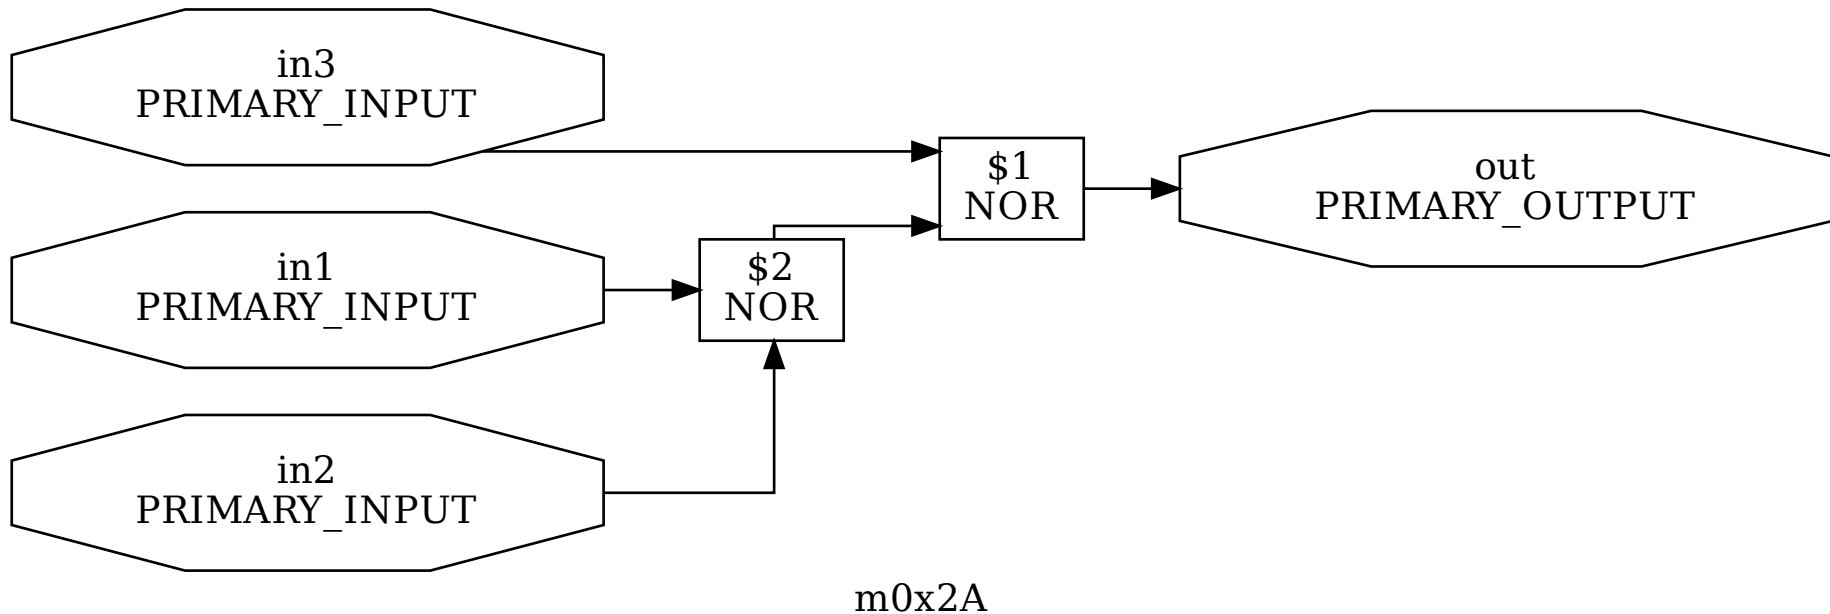 in3
PRIMARY_INPUT
$1
NOR
out
PRIMARY_OUTPUT
in1
PRIMARY_INPUT
$2
NOR
in2
PRIMARY_INPUT
m0x2A